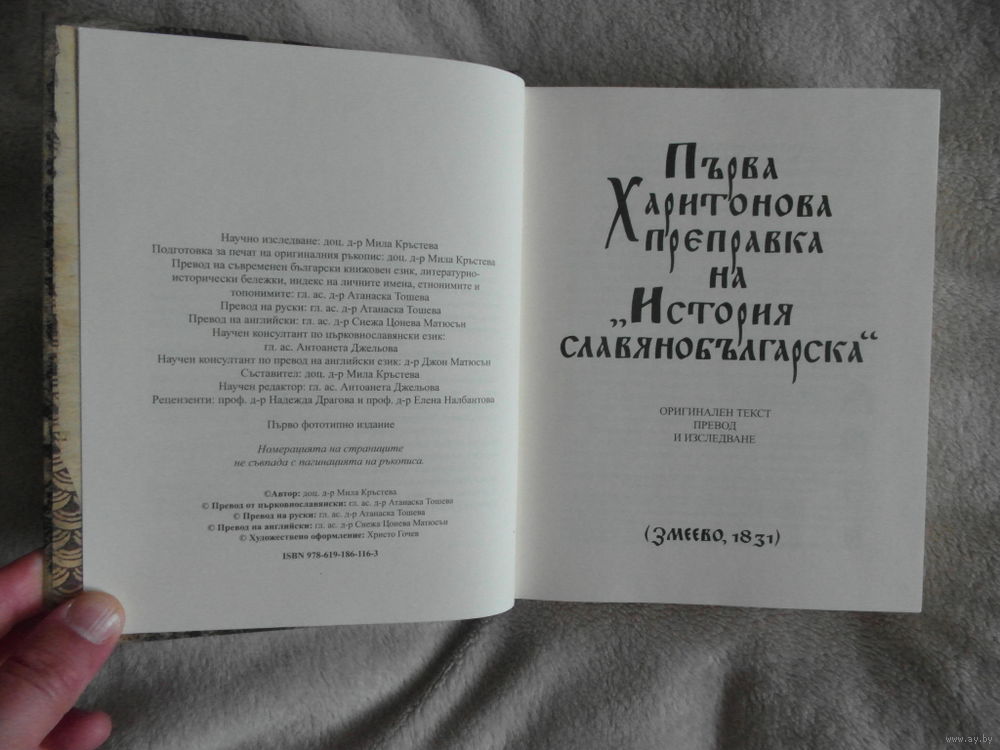 Научно изследване: доц. д-р Мила Кръстева
Подготовка за печат на оригиналния ръкопис: доц. д-р Мила Кръстева
Превод на съвременен български книжовен език, литературно-
исторически бележки, индекс на личните имена, етнонимите и
топонимите: гл. ас. д-р Атанаска Тошева
Превод на руски: гл. ас. д-р Атанаска Тошева
Превод на английски: гл. ас. д-р Снежа Цонева Матюсън
Научен консултант по църковнославянски език:
гл. ас. Антоанета Джельова
Научен консултант по превод на английски език: д-р Джон Матюсън
Съставител: доц. д-р Мила Кръстева
Научен редактор: гл. ас. Антоанета Джельова
Рецензенти: проф. д-р Надежда Драгова и проф. д-р Елена Налбантова
Първо фототипно издание
Номерацията на страниците
не съвпада с пагинацията на ръкописа.
©Автор: доц. д-р Мила Кръстева
© Превод от църковнославянски: гл. ас. д-р Атанаска Тошева
© Превод на руски: гл. ас. д-р Атанаска Тошева
© Превод на английски: гл. ас. д-р Снежа Цонева Матюсън
© Художествено оформление: Христо Гочев
ISBN 978-619-186-116-3
Първа
Харитонова
преправка
на
„История
славянобългарска“
ОРИГИНАЛЕН ТЕКСТ
ПРЕВОД
И ИЗСЛЕДВАНЕ
(Змеево, 1831)
www.ay.by